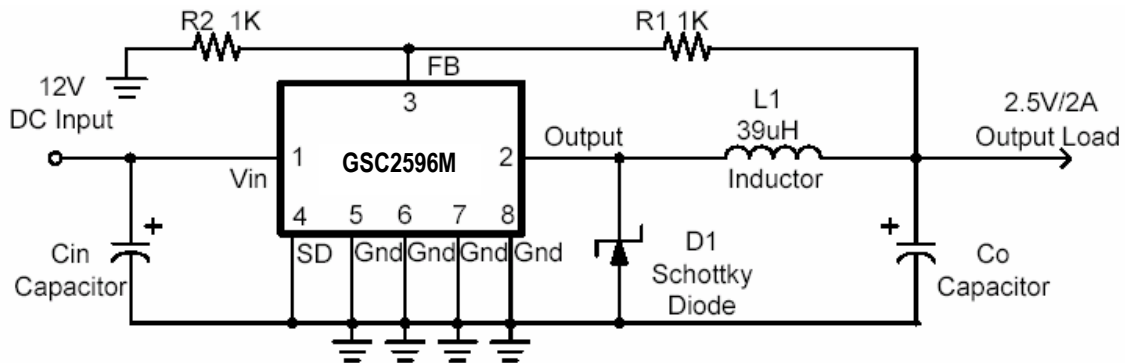 R2 1K
R1 1K
FB
12V
DC Input
3
L1
39uH
2.5V/2A
Output Load
Output
1
GSC2596M
2
Vin
Inductor
4
5
6
7
8
SD
Gnd
Gnd
Gnd
Gnd
+
Cin
Capacitor
D1
Schottky
Diode
+
Co
Capacitor